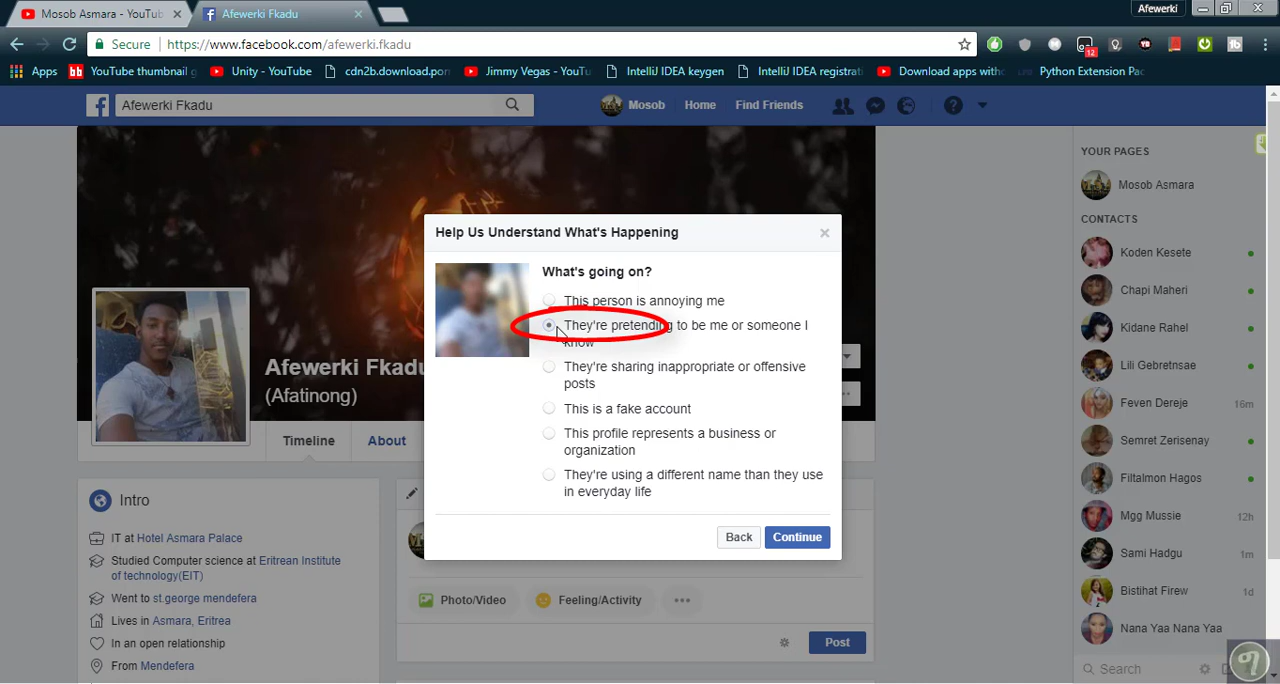 Mosob Asmara - YouTube
Afewerki Fkadu
Afewerki
Secure
https://www.facebook.com/afewerki.fkadu
12
Apps
YouTube thumbnail g
Unity - YouTube
cdn2b.download.por
Jimmy Vegas - YouTu
IntelliJ IDEA keygen
IntelliJ IDEA registrati
Download apps witho
Python Extension Pac
Afewerki Fkadu
Mosob
Home
Find Friends
YOUR PAGES
Mosob Asmara
CONTACTS
Koden Kesete
Chapi Maheri
Kidane Rahel
Lili Gebretnsae
Feven Dereje
16m
Semret Zerisenay
Filtalmon Hagos
Mgg Mussie
12h
Sami Hadgu
1m
Bistihat Firew
1d
Nana Yaa Nana Yaa
Search
Help Us Understand What's Happening
What's going on?
This person is annoying me
They're pretending to be me or someone I
know
They're sharing inappropriate or offensive
posts
This is a fake account
This profile represents a business or
organization
They're using a different name than they use
in everyday life
Back
Continue
Afewerki Fkadu
(Afatinong)
Timeline
About
Intro
IT at Hotel Asmara Palace
Studied Computer science at Eritrean Institute
of technology(EIT)
Went to st.george mendefera
Lives in Asmara, Eritrea
In an open relationship
From Mendefera
Photo/Video
Feeling/Activity
Post